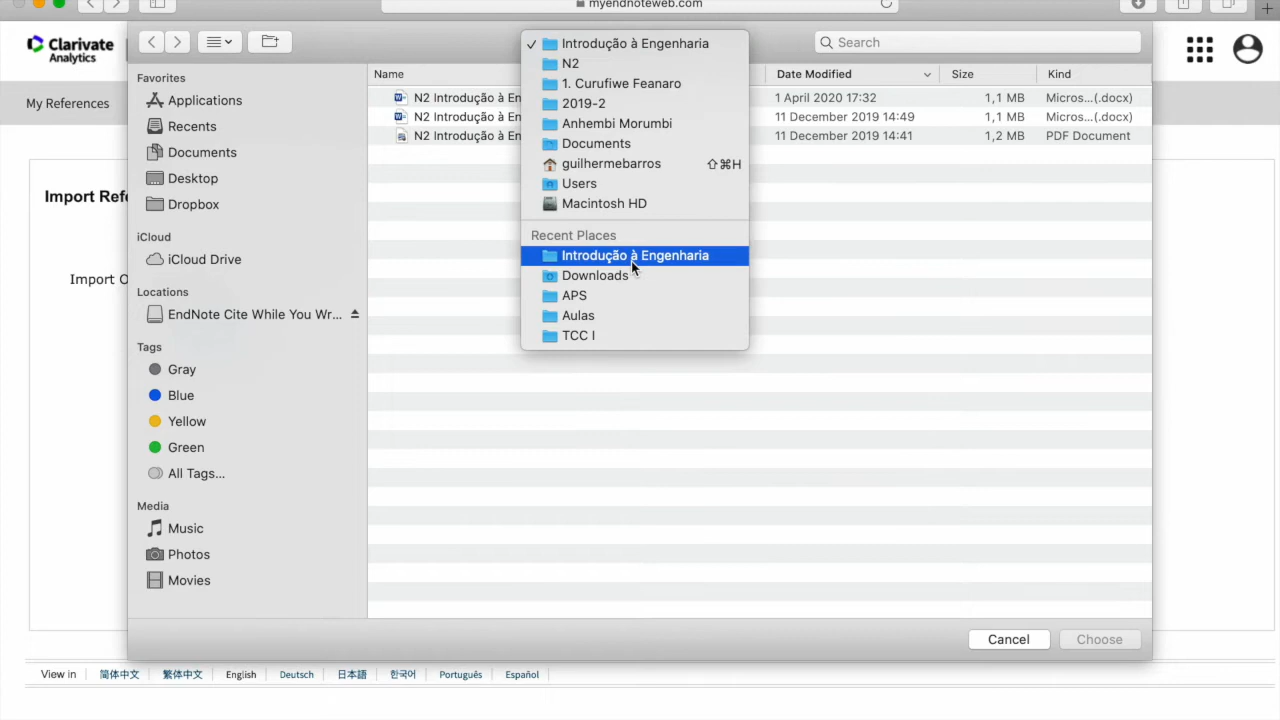 myendnoteweb.com
Clarivate
Analytics
My References
Import Refe
Import O
Search
Favorites
Applications
Recents
Documents
Desktop
Dropbox
iCloud
iCloud Drive
Locations
EndNote Cite While You Wr...
Tags
Gray
Blue
Yellow
Green
All Tags...
Media
Music
Photos
Movies
Name
Date Modified
Size
Kind
N2 Introdução à En
1 April 2020 17:32
1,1 MB
Micros...(.docx)
N2 Introdução à En
11 December 2019 14:49
1,1 MB
Micros...(.docx)
N2 Introdução à En
11 December 2019 14:41
1,2 MB
PDF Document
Introdução à Engenharia
N2
1. Curufiwe Feanaro
2019-2
Anhembi Morumbi
Documents
guilhermebarros ⇧⌘H
Users
Macintosh HD
Recent Places
Introdução à Engenharia
Downloads
APS
Aulas
TCC I
Cancel
Choose
View in
简体中文
繁体中文
English
Deutsch
日本語
한국어
Português
Español